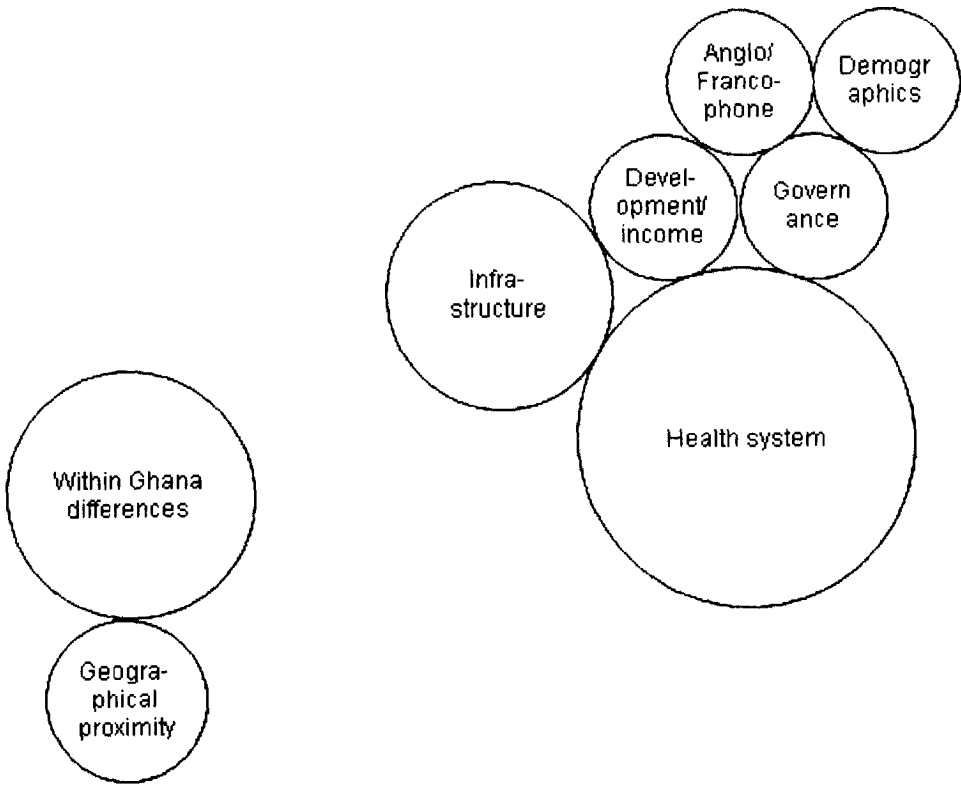 Anglo/
Franco-
phone
Demogr
aphics
Devel-
opment/
income
Govern
ance
Infra-
structure
Health system
Within Ghana
differences
Geogra-
phical
proximity